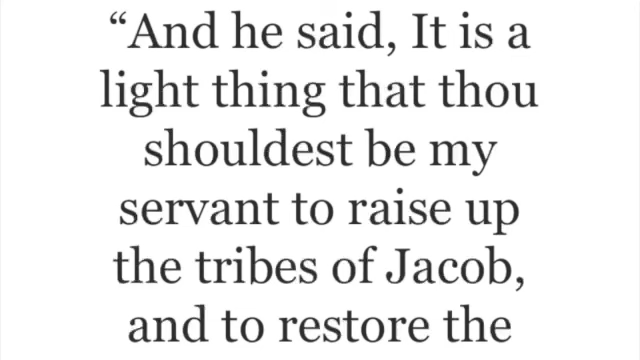 “And he said, It is a
light thing that thou
shouldest be my
servant to raise up
the tribes of Jacob,
and to restore the